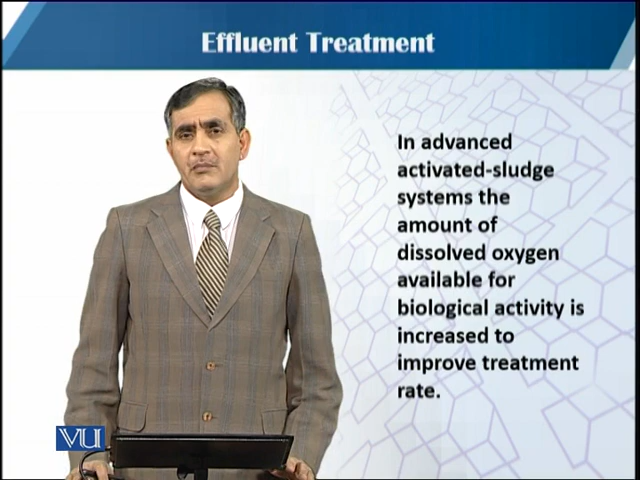 Effluent Treatment
In advanced
activated-sludge
systems the
amount of
dissolved oxygen
available for
biological activity is
increased to
improve treatment
rate.
VU